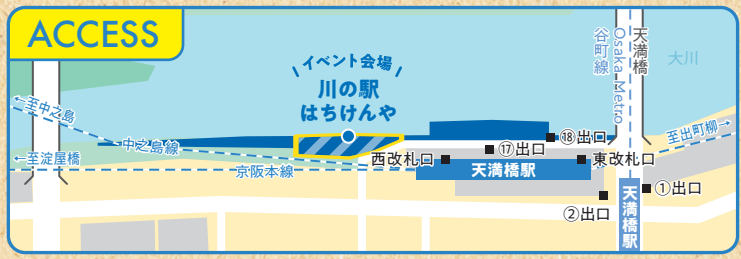 ACCESS
イベント会場
川の駅
はちけんや
天満橋
Osaka Metro
谷町線
大川
←至中之島
中之島線
←至淀屋橋
京阪本線
西改札口
⑰出口
⑱出口
東改札口
至出町柳→
天満橋駅
①出口
②出口
天満橋駅